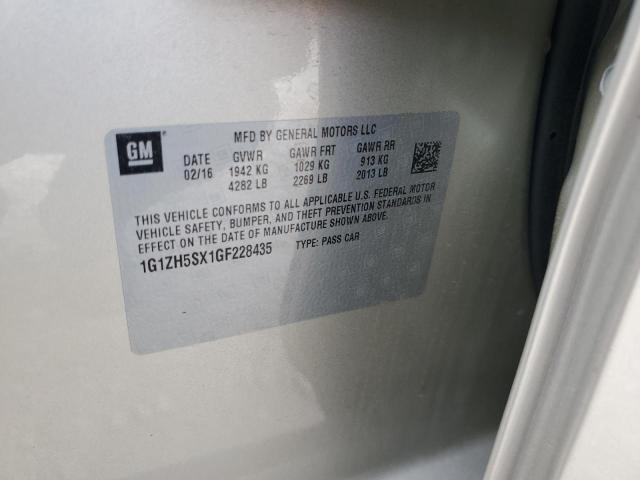 GM
MFD BY GENERAL MOTORS LLC
DATE GVWR GAWR FRT GAWR RR
02/16 1942 KG 1029 KG 913 KG
4282 LB 2269 LB 2013 LB
THIS VEHICLE CONFORMS TO ALL APPLICABLE U.S. FEDERAL MOTOR
VEHICLE SAFETY, BUMPER, AND THEFT PREVENTION STANDARDS IN
EFFECT ON THE DATE OF MANUFACTURE SHOWN ABOVE.
1G1ZH5SX1GF228435 TYPE: PASS CAR